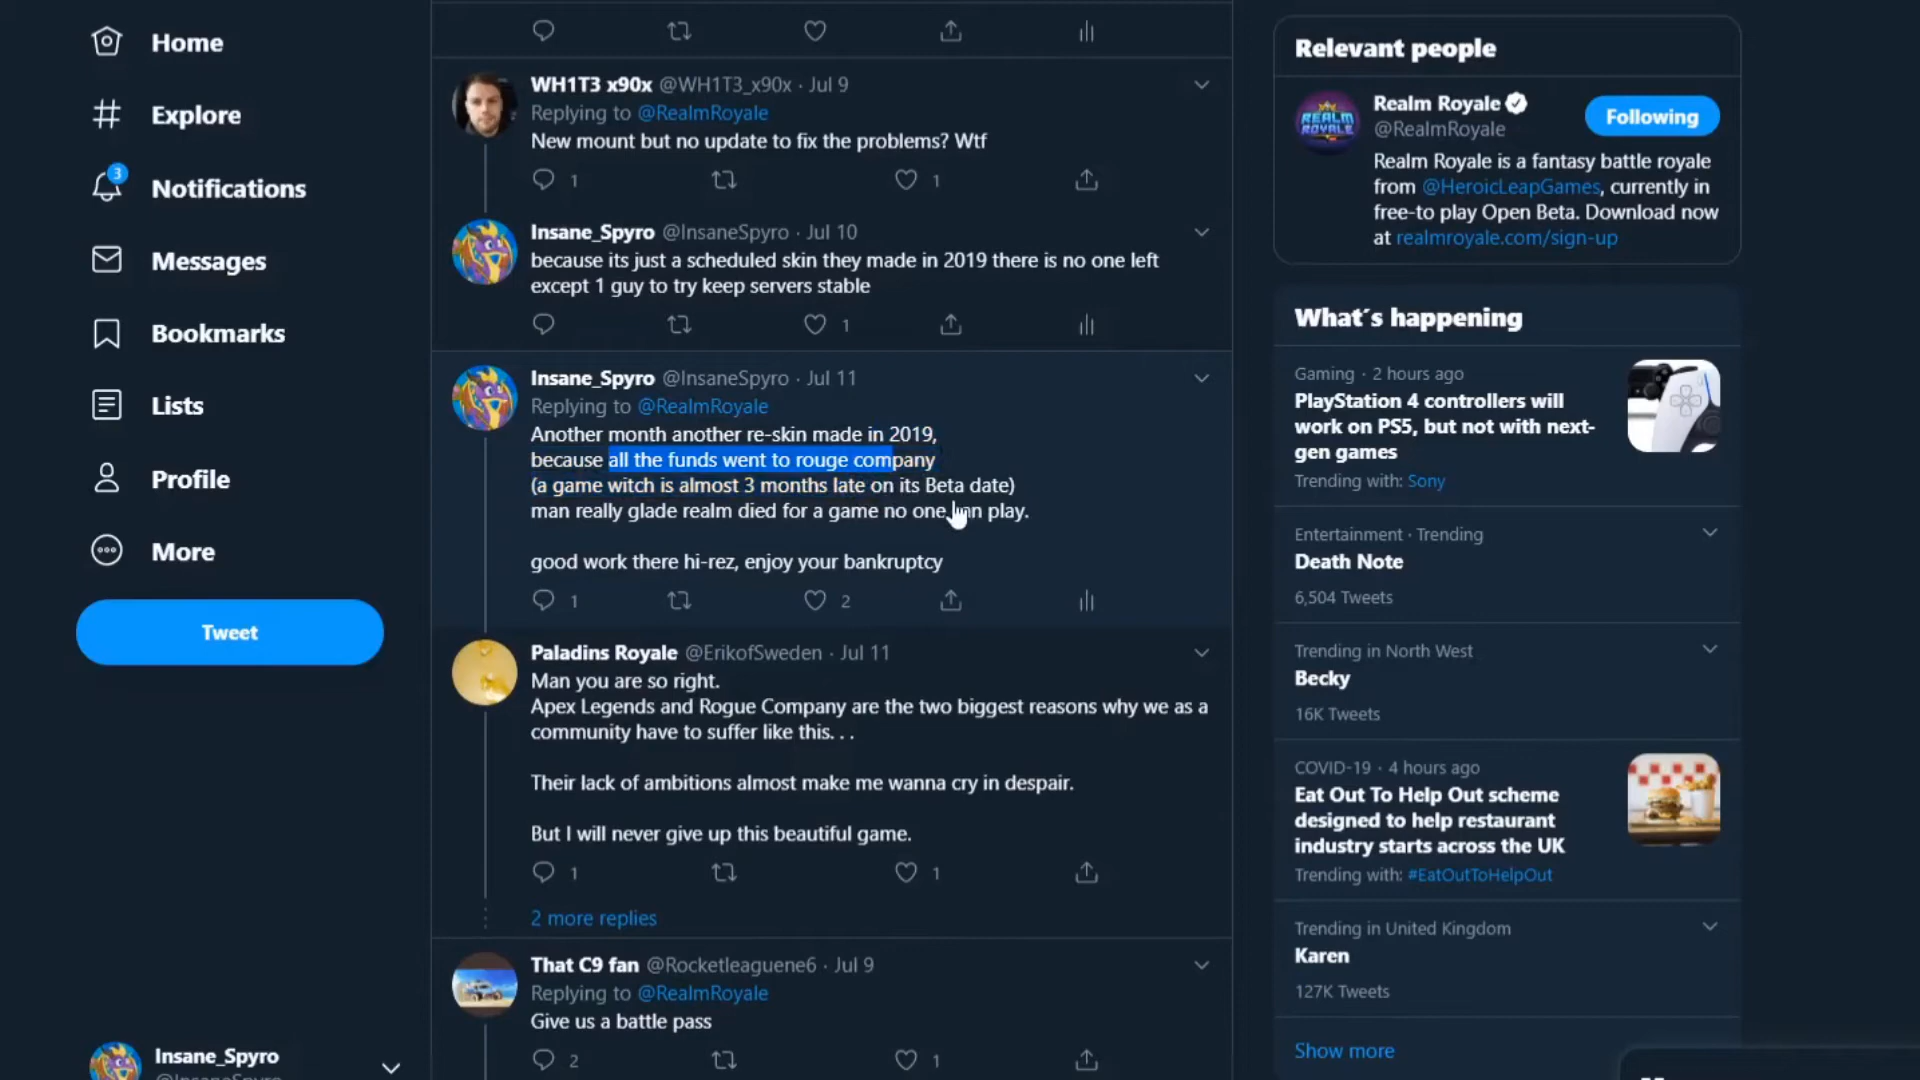 Home
Explore
3
Notifications
Messages
Bookmarks
Lists
Profile
More
Tweet
Insane_Spyro
@InsaneSpyro
WH1T3 x90x @WH1T3_x90x · Jul 9
Replying to @RealmRoyale
New mount but no update to fix the problems? Wtf
1
1
Insane_Spyro @InsaneSpyro · Jul 10
because its just a scheduled skin they made in 2019 there is no one left
except 1 guy to try keep servers stable
1
Insane_Spyro @InsaneSpyro · Jul 11
Replying to @RealmRoyale
Another month another re-skin made in 2019,
because all the funds went to rouge company
(a game witch is almost 3 months late on its Beta date)
man really glade realm died for a game no one play.
good work there hi-rez, enjoy your bankruptcy
1
2
Paladins Royale @ErikofSweden · Jul 11
Man you are so right.
Apex Legends and Rogue Company are the two biggest reasons why we as a
community have to suffer like this. . .
Their lack of ambitions almost make me wanna cry in despair.
But I will never give up this beautiful game.
1
1
2 more replies
That C9 fan @Rocketleaguene6 · Jul 9
Replying to @RealmRoyale
Give us a battle pass
2
1
Relevant people
REALM
ROYALE
Realm Royale
@RealmRoyale
Following
Realm Royale is a fantasy battle royale
from @HeroicLeapGames, currently in
free-to play Open Beta. Download now
at realmroyale.com/sign-up
What´s happening
Gaming · 2 hours ago
PlayStation 4 controllers will
work on PS5, but not with next-
gen games
Trending with: Sony
Entertainment · Trending
Death Note
6,504 Tweets
Trending in North West
Becky
16K Tweets
COVID-19 · 4 hours ago
Eat Out To Help Out scheme
designed to help restaurant
industry starts across the UK
Trending with: #EatOutToHelpOut
Trending in United Kingdom
Karen
127K Tweets
Show more